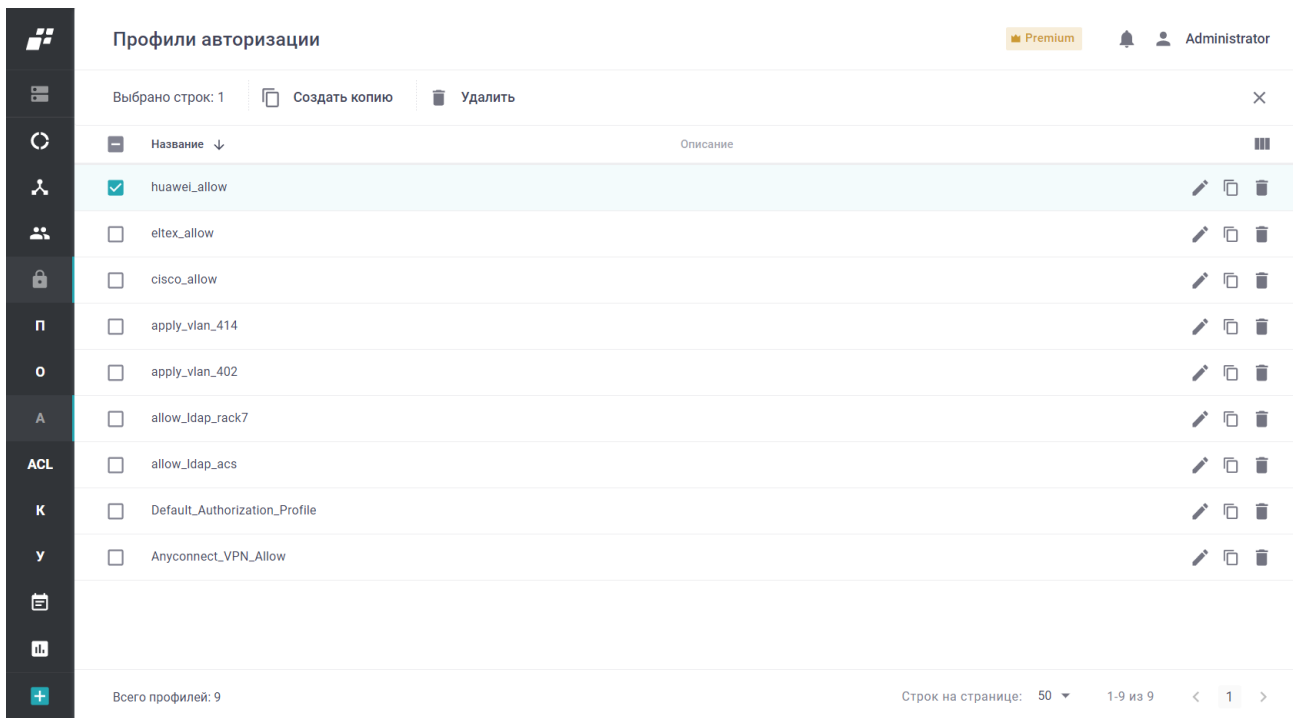 Профили авторизации
Premium
Administrator
Выбрано строк: 1 Создать копию Удалить
Название Описание
huawei_allow
eltex_allow
cisco_allow
П
apply_vlan_414
О
apply_vlan_402
А
allow_ldap_rack7
ACL
allow_ldap_acs
К
Default_Authorization_Profile
У
Anyconnect_VPN_Allow
Всего профилей: 9 Строк на странице: 50 1-9 из 9 1